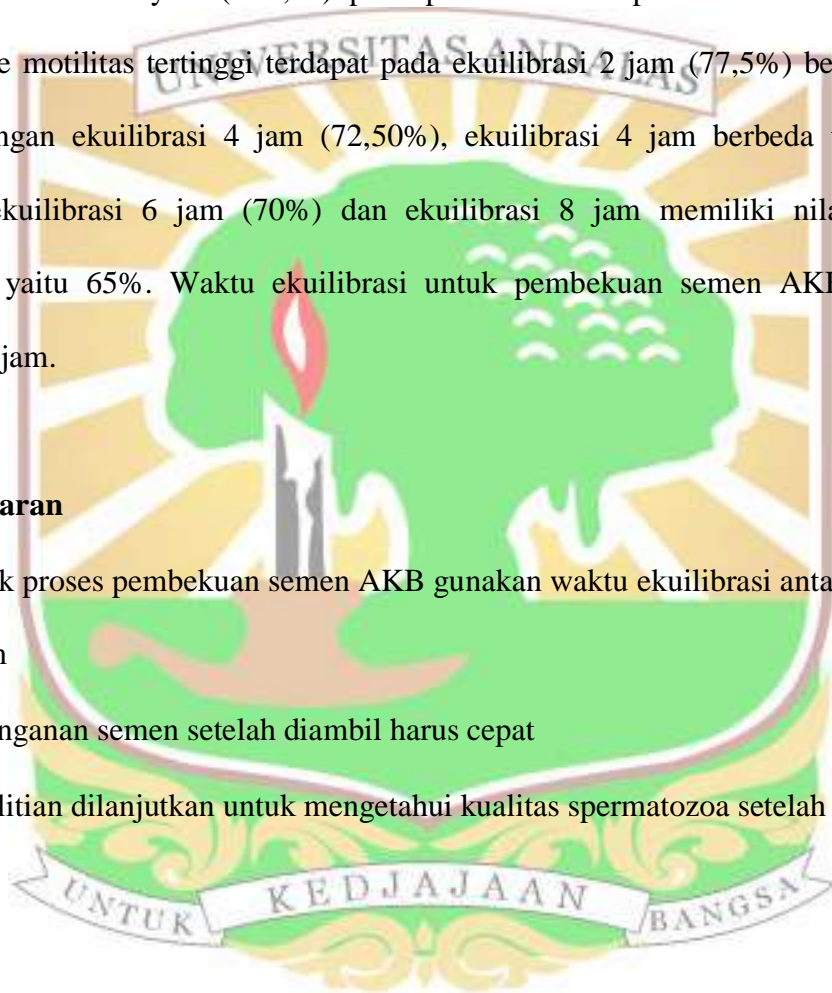 e motilitas tertinggi terdapat pada ekuilibrasi 2 jam (77,5%) be
ngan ekuilibrasi 4 jam (72,50%), ekuilibrasi 4 jam berbeda
ekuilibrasi 6 jam (70%) dan ekuilibrasi 8 jam memiliki nila
yaitu 65%. Waktu ekuilibrasi untuk pembekuan semen AK
jam.
aran
k proses pembekuan semen AKB gunakan waktu ekuilibrasi anta
n
nganan semen setelah diambil harus cepat
litian dilanjutkan untuk mengetahui kualitas spermatozoa setelah
UNIVERSITAS ANDALAS
UNTUK KEDJAJAAN BANGSA